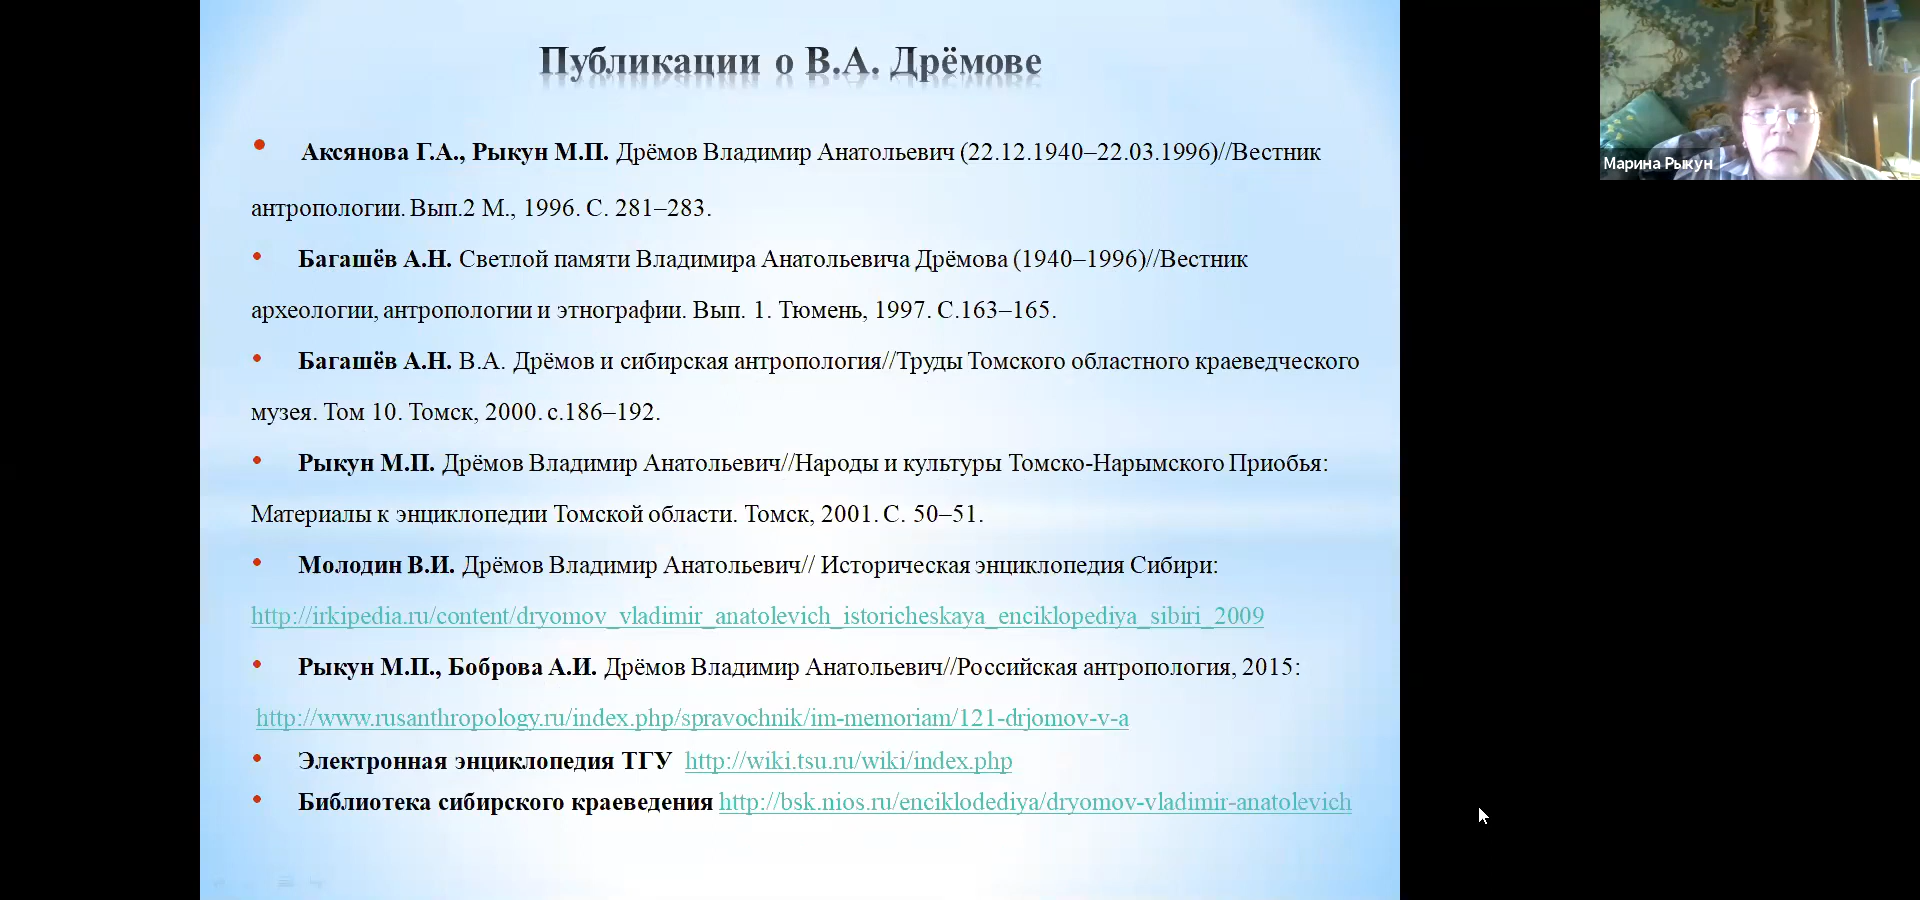 Публикации о В.А. Дрёмове
• Аксянова Г.А., Рыкун М.П. Дрёмов Владимир Анатольевич (22.12.1940–22.03.1996)//Вестник
антропологии. Вып.2 М., 1996. С. 281–283.
• Багашёв А.Н. Светлой памяти Владимира Анатольевича Дрёмова (1940–1996)//Вестник
археологии, антропологии и этнографии. Вып. 1. Тюмень, 1997. С.163–165.
• Багашёв А.Н. В.А. Дрёмов и сибирская антропология//Труды Томского областного краеведческого
музея. Том 10. Томск, 2000. с.186–192.
• Рыкун М.П. Дрёмов Владимир Анатольевич//Народы и культуры Томско-Нарымского Приобья:
Материалы к энциклопедии Томской области. Томск, 2001. С. 50–51.
• Молодин В.И. Дрёмов Владимир Анатольевич// Историческая энциклопедия Сибири:
http://irkipedia.ru/content/dryomov_vladimir_anatolevich_istoricheskaya_enciklopediya_sibiri_2009
• Рыкун М.П., Боброва А.И. Дрёмов Владимир Анатольевич//Российская антропология, 2015:
http://www.rusanthropology.ru/index.php/spravochnik/im-memoriam/121-drjomov-v-a
• Электронная энциклопедия ТГУ http://wiki.tsu.ru/wiki/index.php
• Библиотека сибирского краеведения http://bsk.nios.ru/enciklodediya/dryomov-vladimir-anatolevich
Марина Рыкун